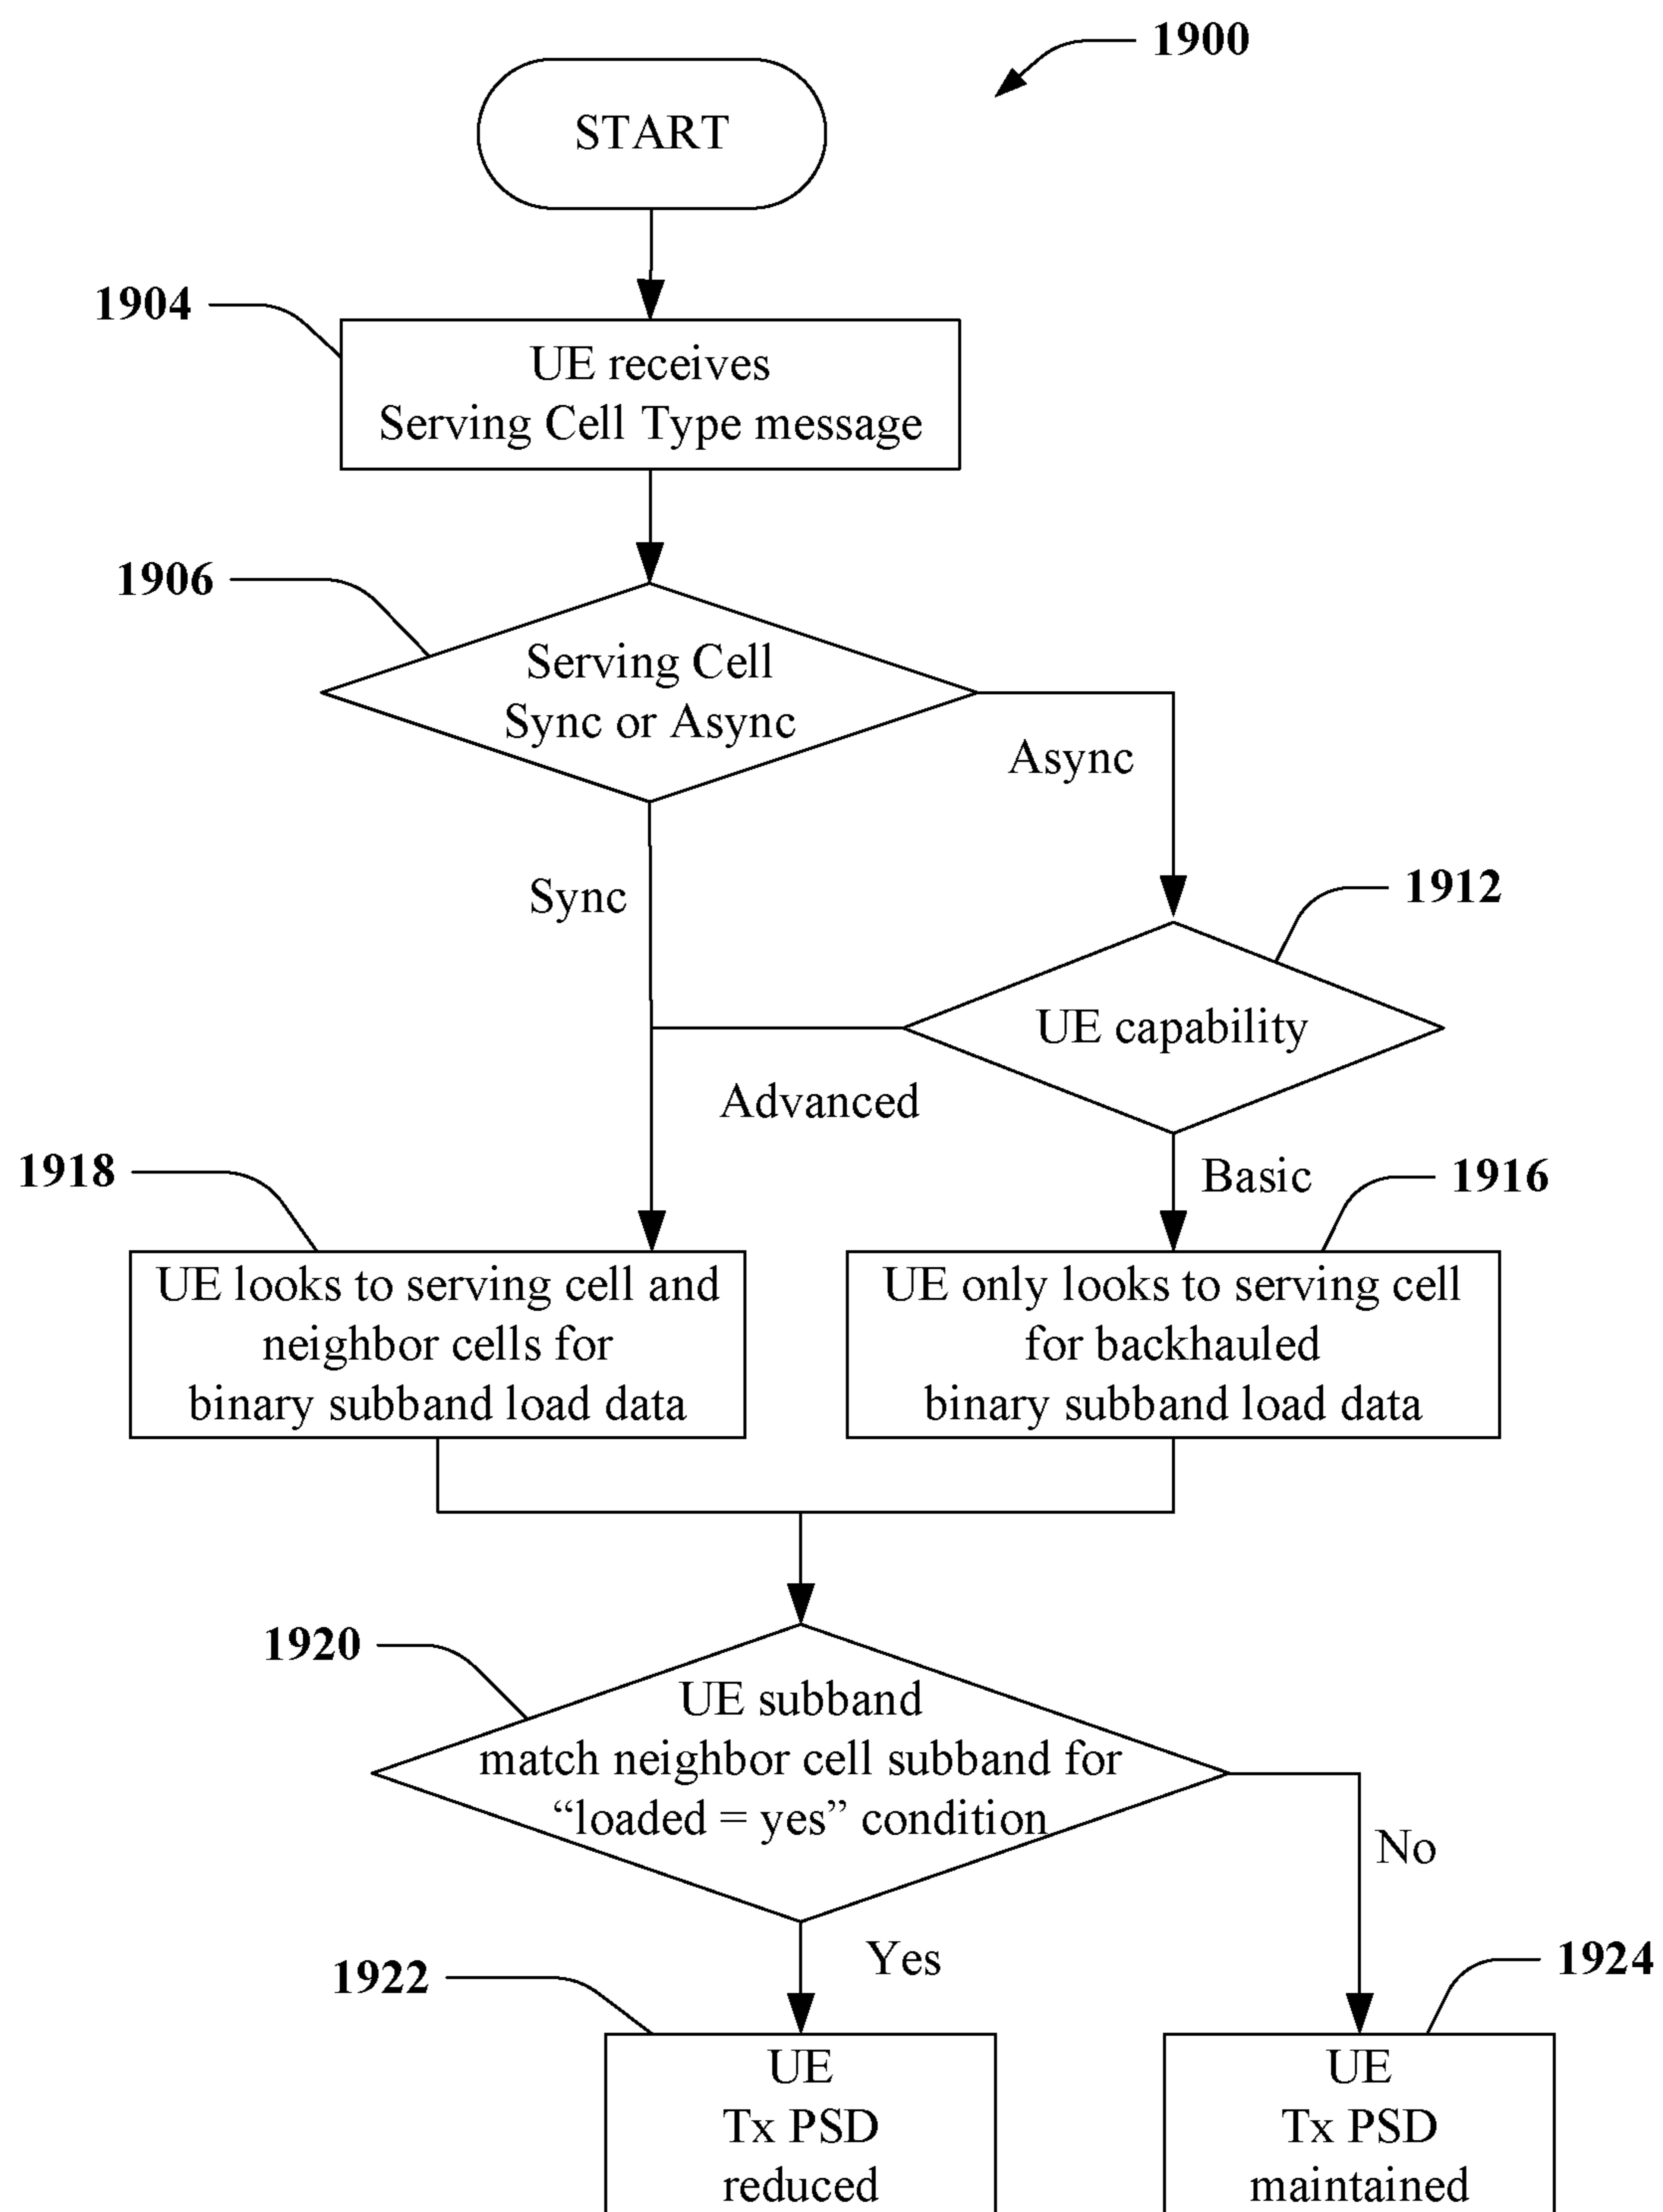 1900
START
1904
UE receives
Serving Cell Type message
1906
Serving Cell
Sync or Async
Async
Sync
1912
UE capability
Advanced
Basic
1918
1916
UE looks to serving cell and
neighbor cells for
binary subband load data
UE only looks to serving cell
for backhauled
binary subband load data
1920
UE subband
match neighbor cell subband for
“loaded = yes” condition
No
Yes
1922
1924
UE
Tx PSD
reduced
UE
Tx PSD
maintained